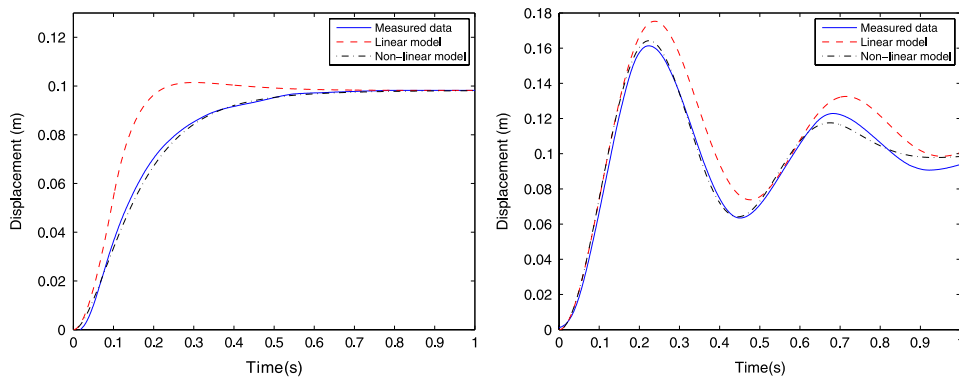 0.12
0.1
0.08
0.06
0.04
0.02
0
Displacement (m)
0 0.1 0.2 0.3 0.4 0.5 0.6 0.7 0.8 0.9 1
Time(s)
Measured data
Linear model
Non-linear model
0.18
0.16
0.14
0.12
0.1
0.08
0.06
0.04
0.02
0
Displacement (m)
0 0.1 0.2 0.3 0.4 0.5 0.6 0.7 0.8 0.9 1
Time(s)
Measured data
Linear model
Non-linear model